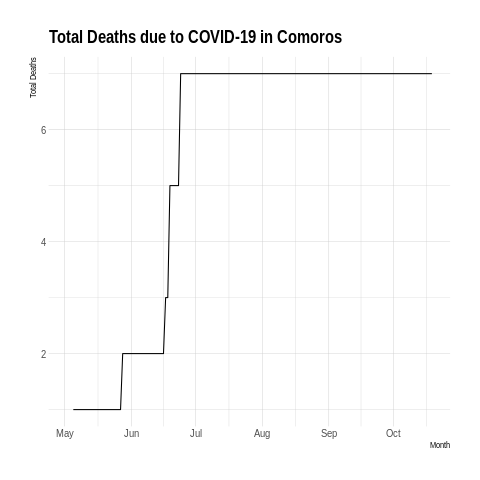 Total Deaths due to COVID-19 in Comoros
Total Deaths
6
4
2
May Jun Jul Aug Sep Oct
Month